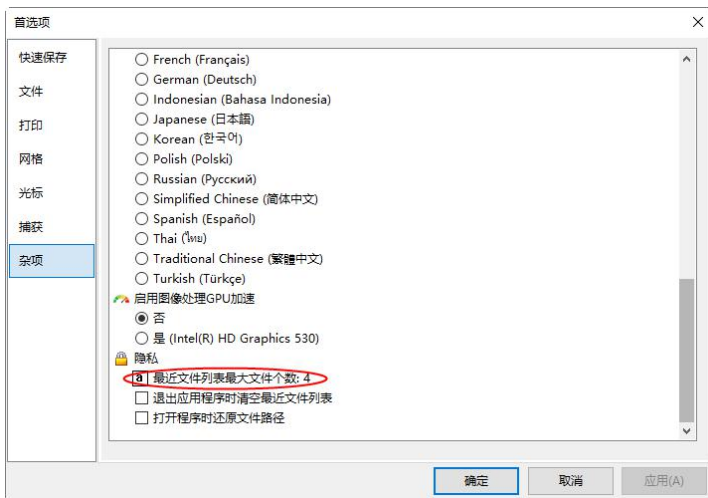 首选项
快速保存
文件
打印
网格
光标
捕获
杂项
French (Français)
German (Deutsch)
Indonesian (Bahasa Indonesia)
Japanese (日本語)
Korean (한국어)
Polish (Polski)
Russian (Русский)
Simplified Chinese (简体中文)
Spanish (Español)
Thai (ไทย)
Traditional Chinese (繁體中文)
Turkish (Türkçe)
启用图像处理GPU加速
否
是 (Intel(R) HD Graphics 530)
隐私
a 最近文件列表最大文件个数: 4
退出应用程序时清空最近文件列表
打开程序时还原文件路径
确定
取消
应用(A)